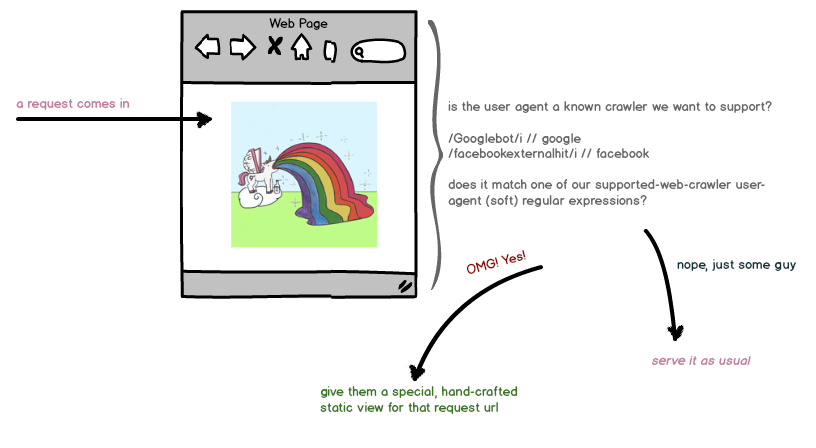 Web Page
a request comes in
is the user agent a known crawler we want to support?
/Googlebot/i // google
/facebookexternalhit/i // facebook
does it match one of our supported-web-crawler user-
agent (soft) regular expressions?
OMG! Yes!
nope, just some guy
serve it as usual
give them a special, hand-crafted
static view for that request url